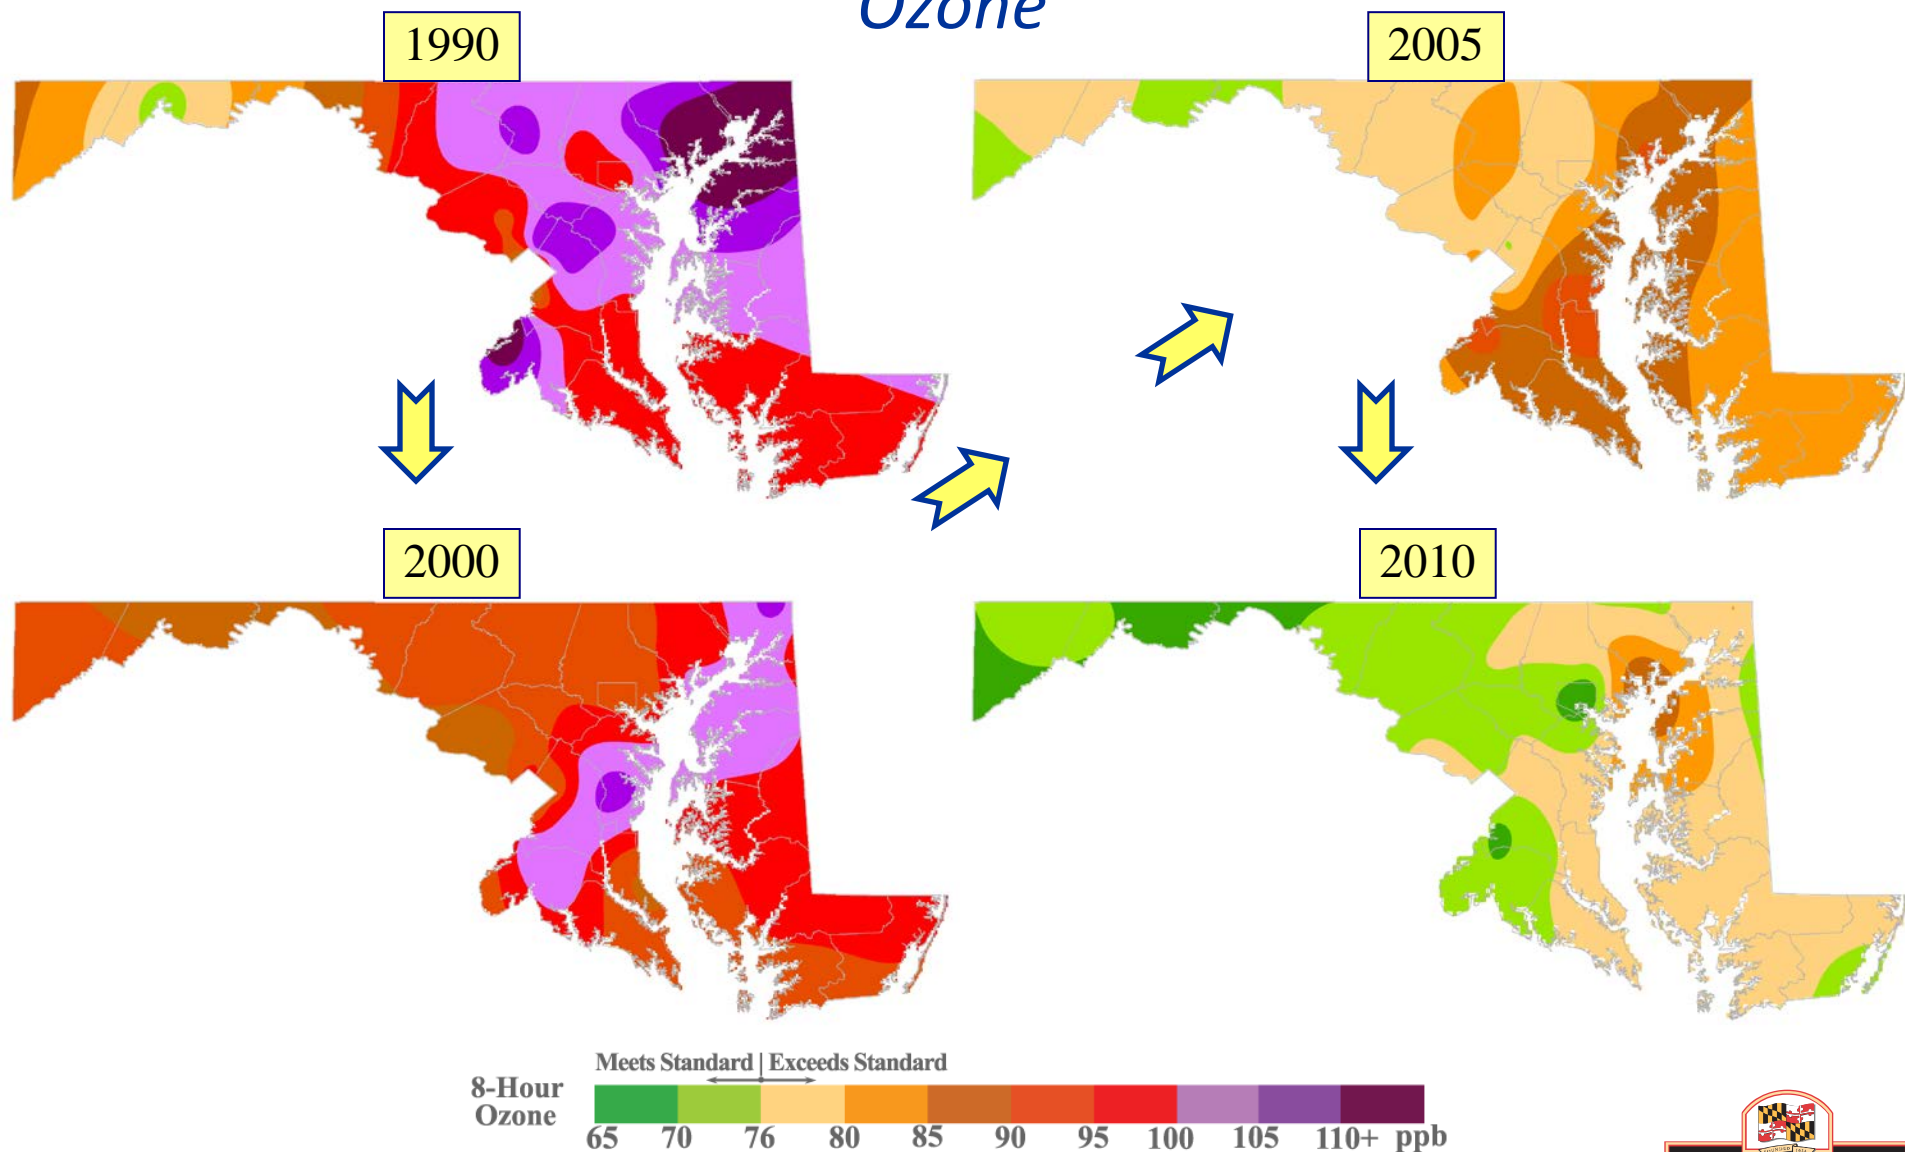 Ozone
1990
2005
2000
2010
Meets Standard | Exceeds Standard
8-Hour
Ozone
65 70 76 80 85 90 95 100 105 110+ ppb